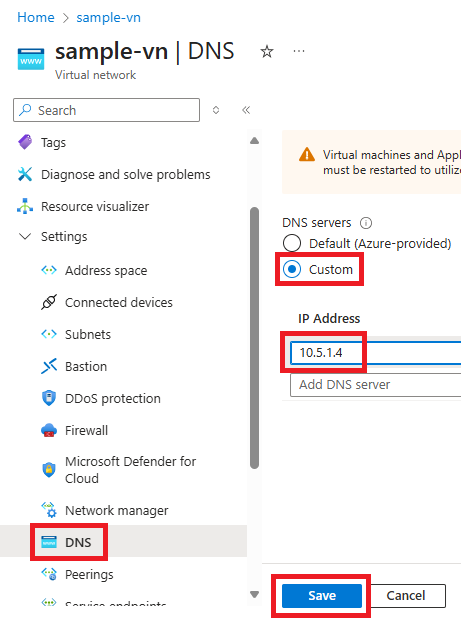 Home > sample-vn
www
sample-vn | DNS
Virtual network
Search
Tags
Diagnose and solve problems
Resource visualizer
Settings
Address space
Connected devices
Subnets
Bastion
DDoS protection
Firewall
Microsoft Defender for
Cloud
Network manager
DNS
Peerings
Service endpoints
Virtual machines and Appl
must be restarted to utilize
DNS servers
Default (Azure-provided)
Custom
IP Address
10.5.1.4
Add DNS server
Save
Cancel